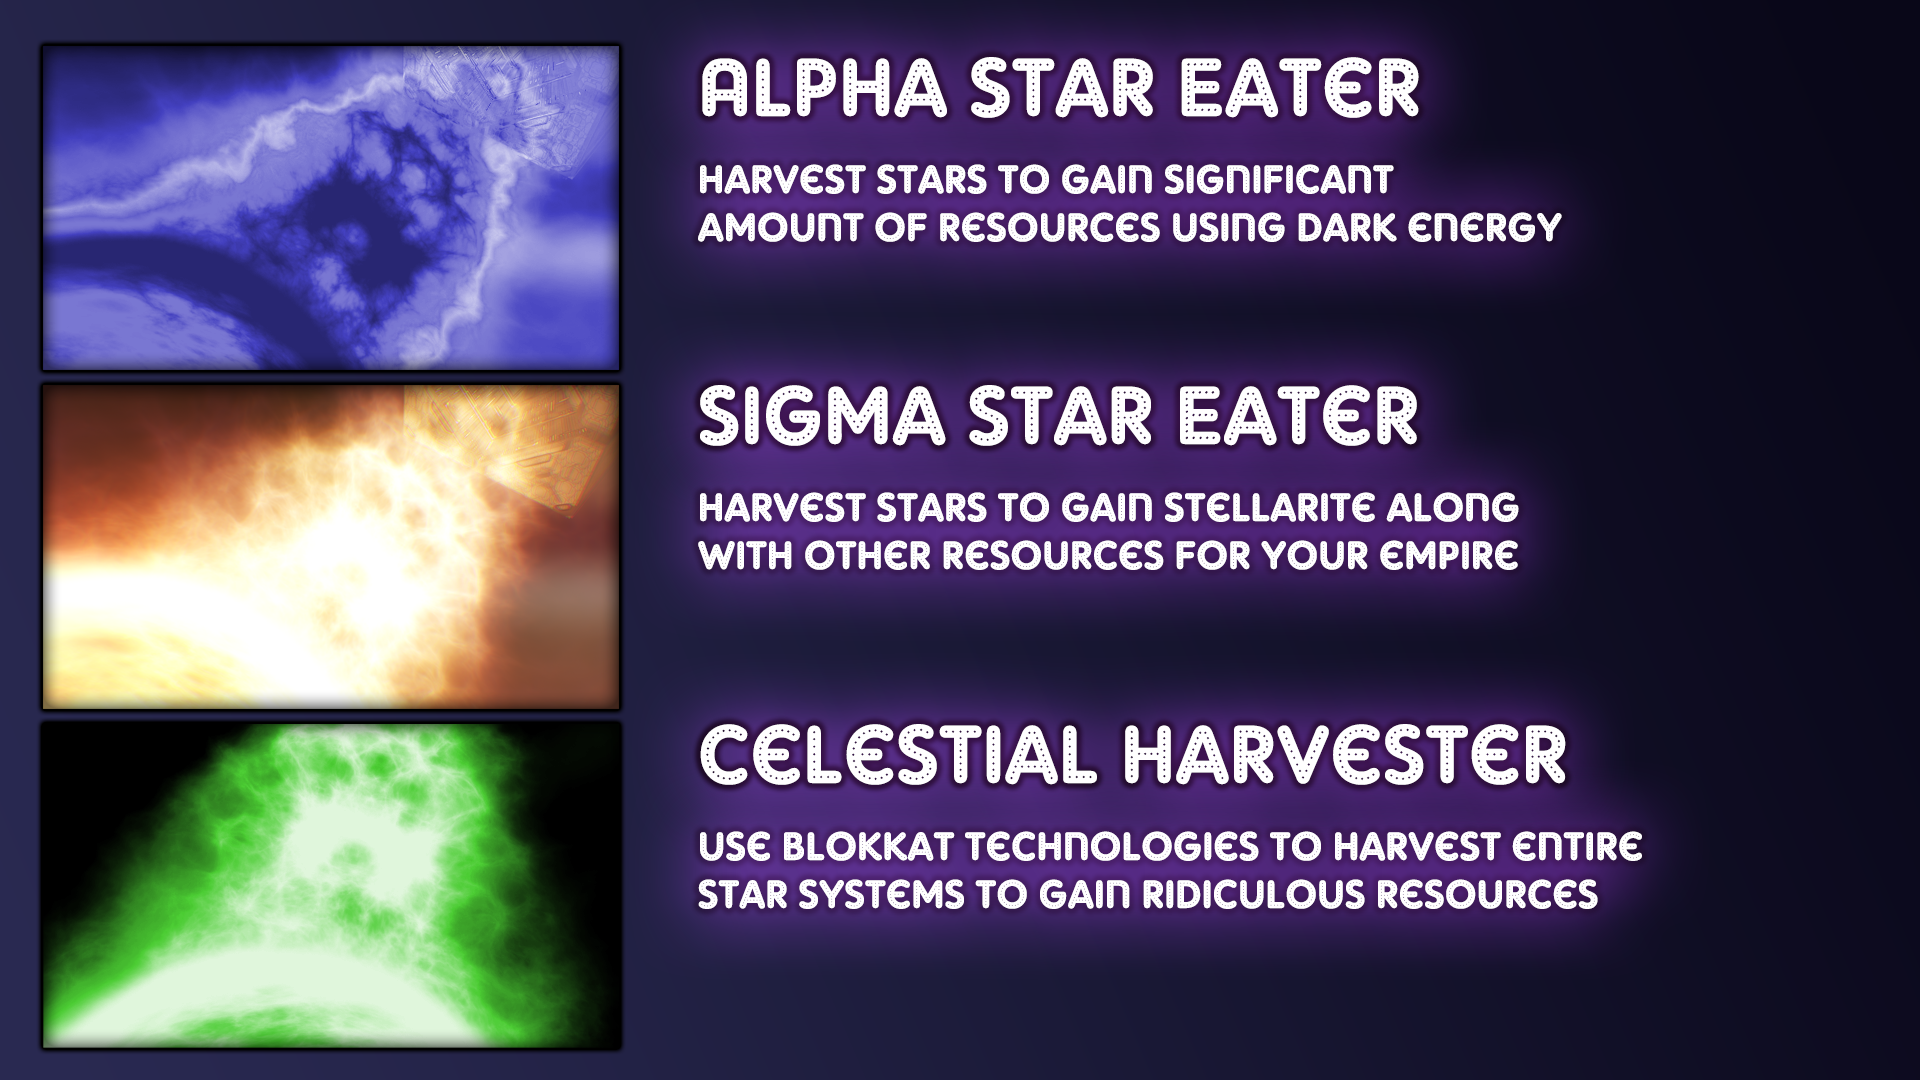 ALPHA STAR EATER
HARVEST STARS TO GAIN SIGNIFICANT
AMOUNT OF RESOURCES USING DARK ENERGY
SIGMA STAR EATER
HARVEST STARS TO GAIN STELLARITE ALONG
WITH OTHER RESOURCES FOR YOUR EMPIRE
CELESTIAL HARVESTER
USE BLOKKAT TECHNOLOGIES TO HARVEST ENTIRE
STAR SYSTEMS TO GAIN RIDICULOUS RESOURCES